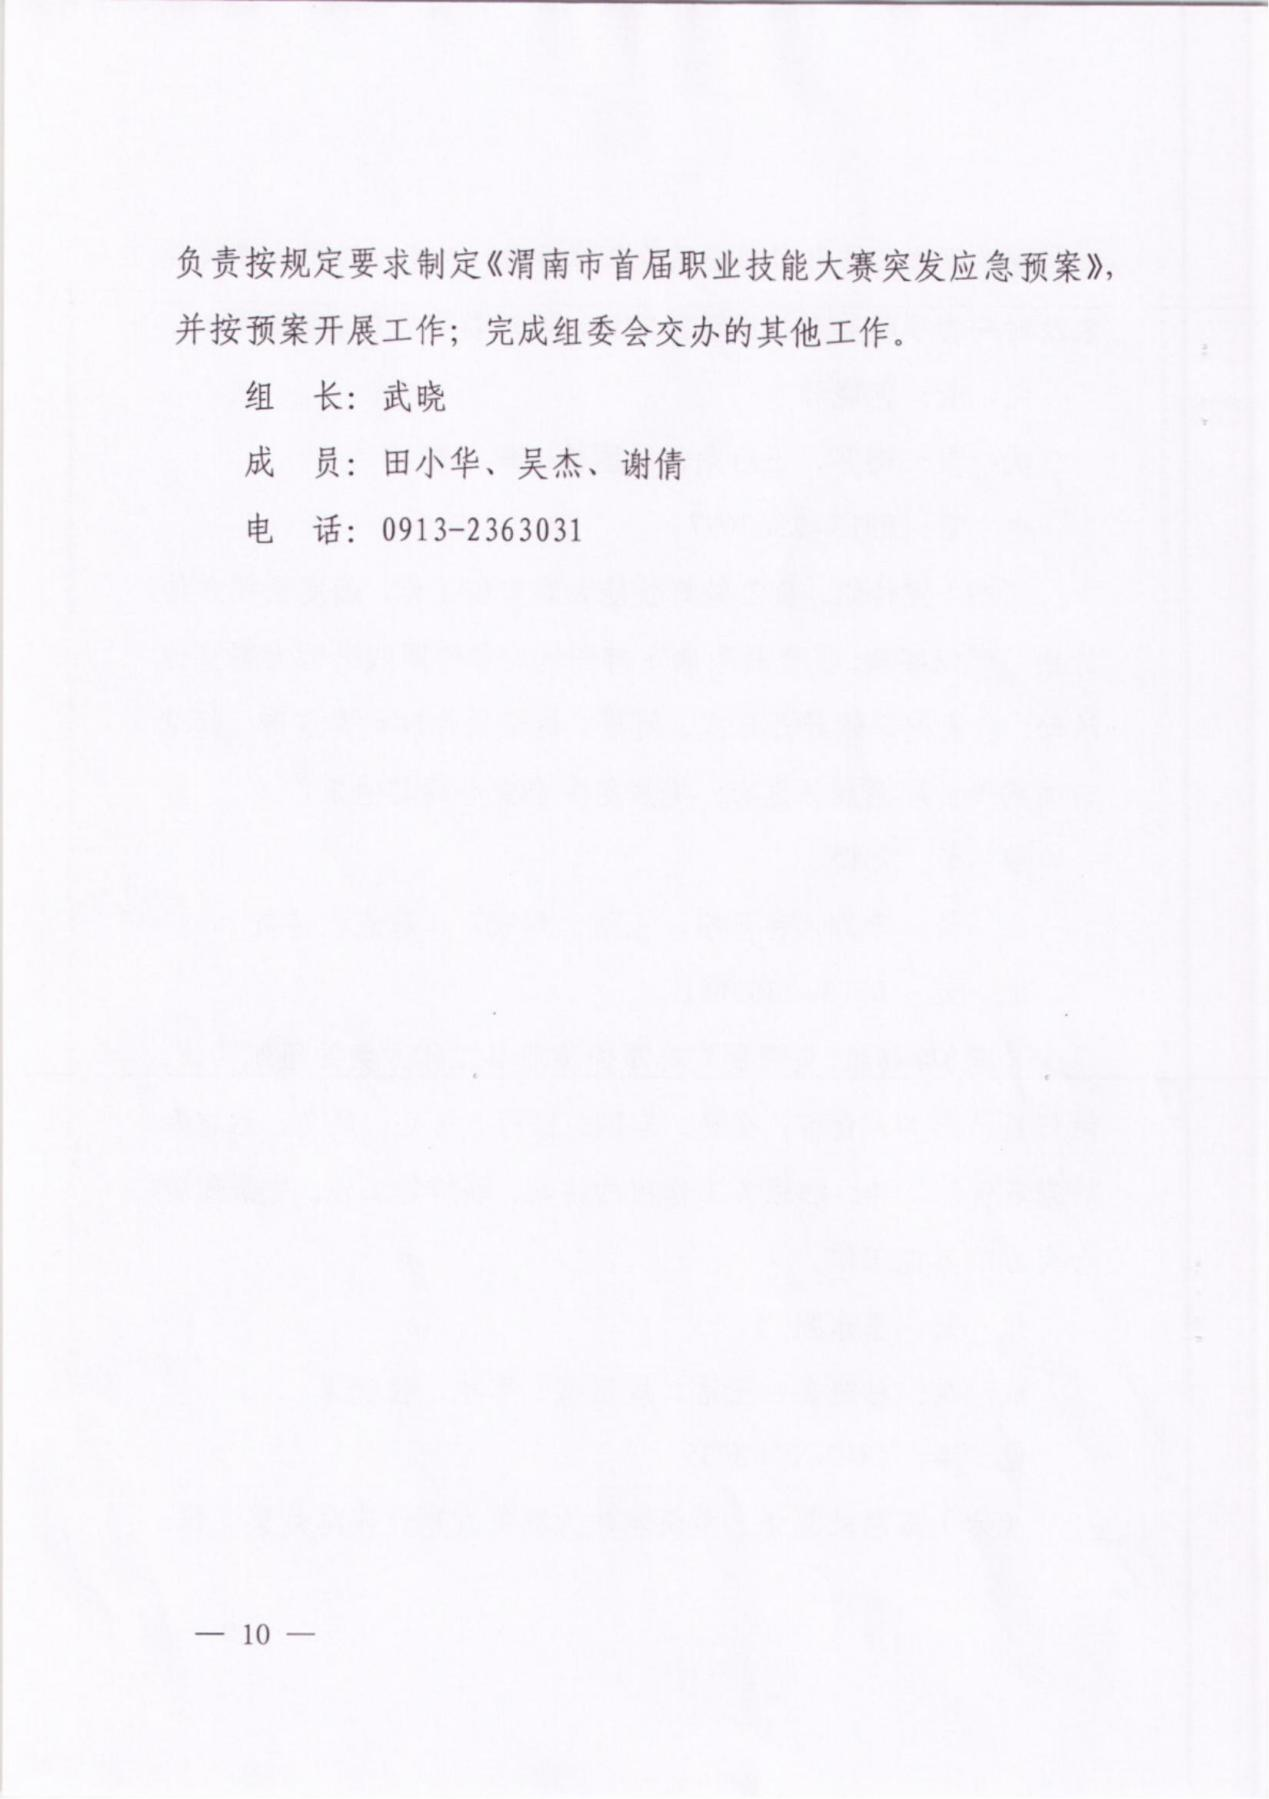 负责按规定要求制定《渭南市首届职业技能大赛突发应急预案》，
并按预案开展工作；完成组委会交办的其他工作。
组　长：武晓
成　员：田小华、吴杰、谢倩
电　话：0913-2363031
— 10 —